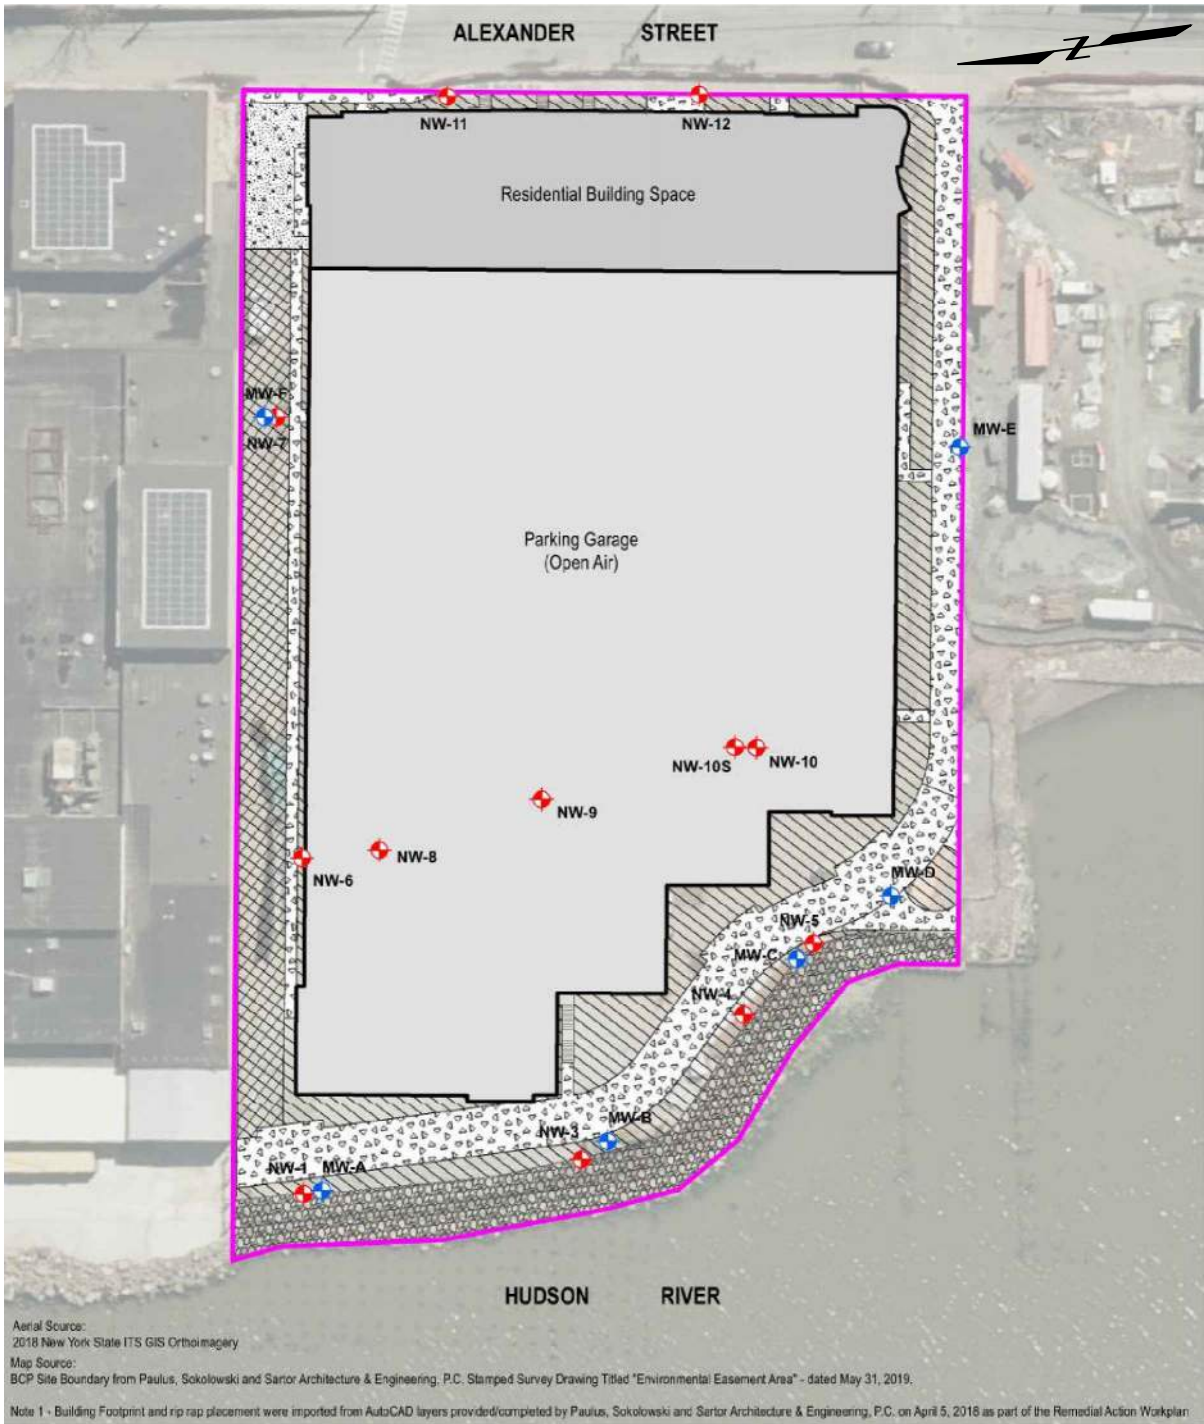 ALEXANDER STREET
N
NW-11
NW-12
Residential Building Space
MW-F
NW-7
MW-E
Parking Garage
(Open Air)
NW-10S
NW-10
NW-9
NW-8
NW-6
MW-D
NW-5
MW-C
NW-4
MW-B
NW-3
NW-1
MW-A
HUDSON RIVER
Aerial Source:
2018 New York State ITS GIS Orthoimagery
Map Source:
BCP Site Boundary from Paulus, Sokolowski and Sartor Architecture & Engineering, P.C. Stamped Survey Drawing Titled "Environmental Easement Area" - dated May 31, 2019.
Note 1 - Building Footprint and rip rap placement were imported from AutoCAD layers provided/completed by Paulus, Sokolowski and Sartor Architecture & Engineering, P.C. on April 5, 2018 as part of the Remedial Action Workplan